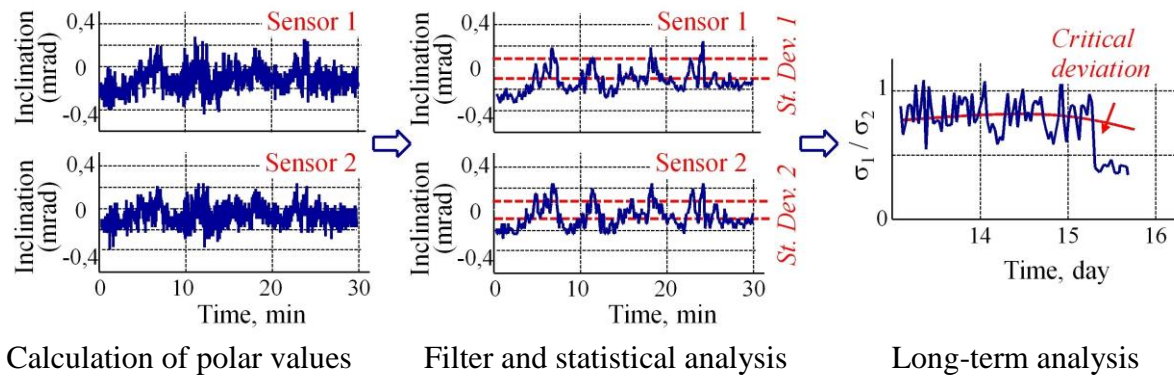 0,4
0
-0,4
Inclination
(mrad)
Sensor 1
0,4
0
-0,4
Inclination
(mrad)
Sensor 2
0 10 20 30
Time, min
Calculation of polar values
0,4
0
-0,4
Inclination
(mrad)
Sensor 1
St. Dev. 1
0,4
0
-0,4
Inclination
(mrad)
Sensor 2
St. Dev. 2
0 10 20 30
Time, min
Filter and statistical analysis
Critical
deviation
1
0
σ1 / σ2
14 15 16
Time, day
Long-term analysis